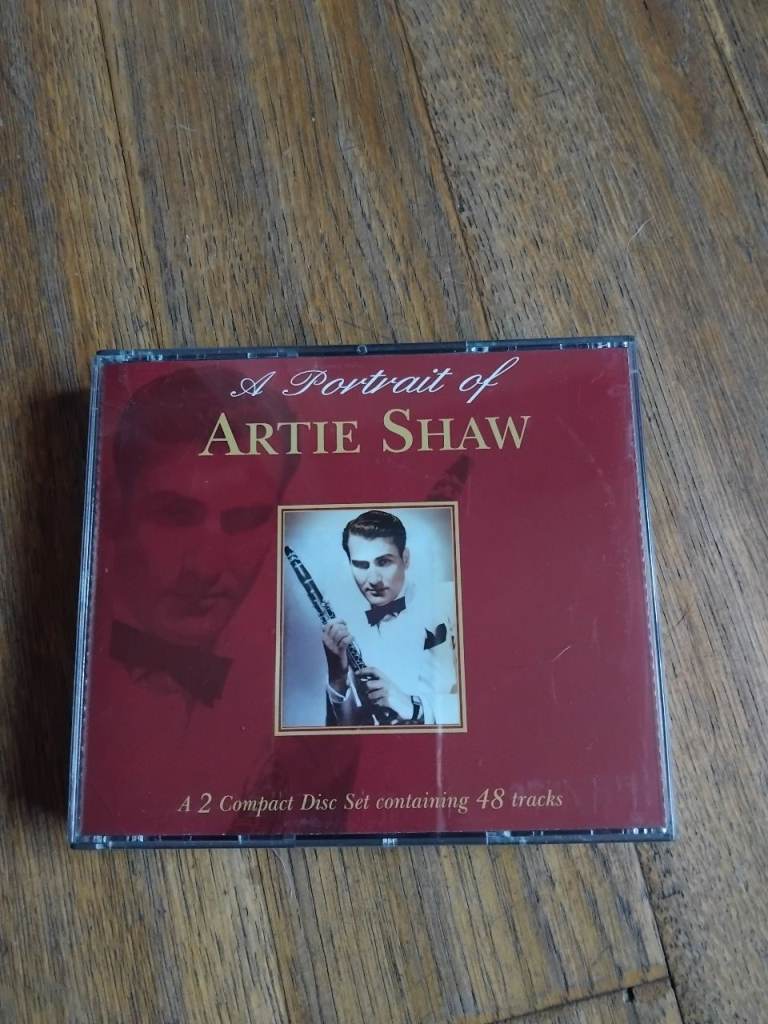 A Portrait of
ARTIE SHAW
A 2 Compact Disc Set containing 48 tracks